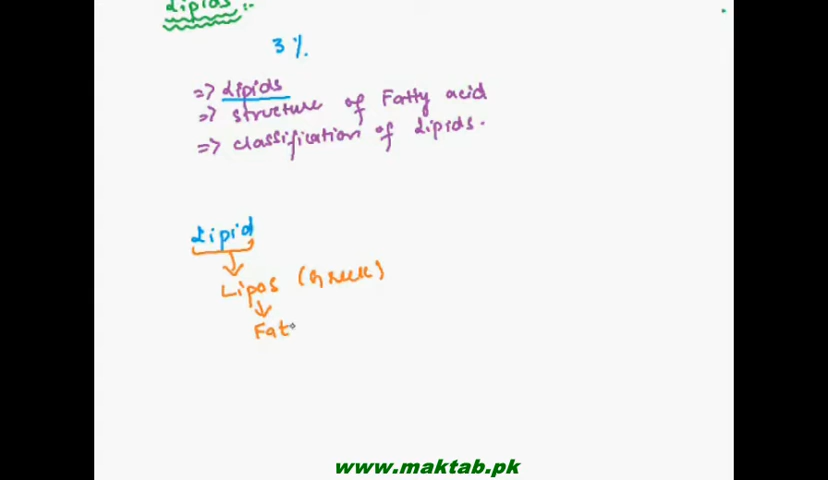 Lipids :-
3 %
=> Lipids
=> structure of Fatty acid
=> classification of Lipids.
Lipid
Lipos (Greek)
Fat
www.maktab.pk